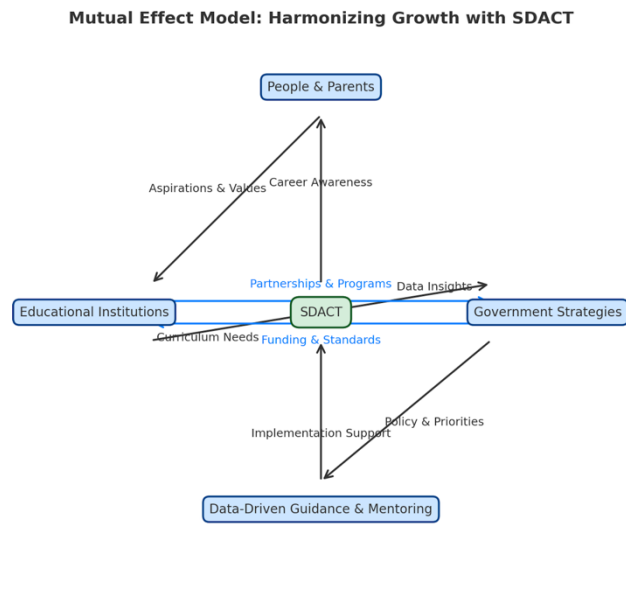 Mutual Effect Model: Harmonizing Growth with SDACT
People & Parents
Aspirations & Values
Career Awareness
Partnerships & Programs
Data Insights
Educational Institutions
SDACT
Government Strategies
Curriculum Needs
Funding & Standards
Policy & Priorities
Implementation Support
Data-Driven Guidance & Mentoring